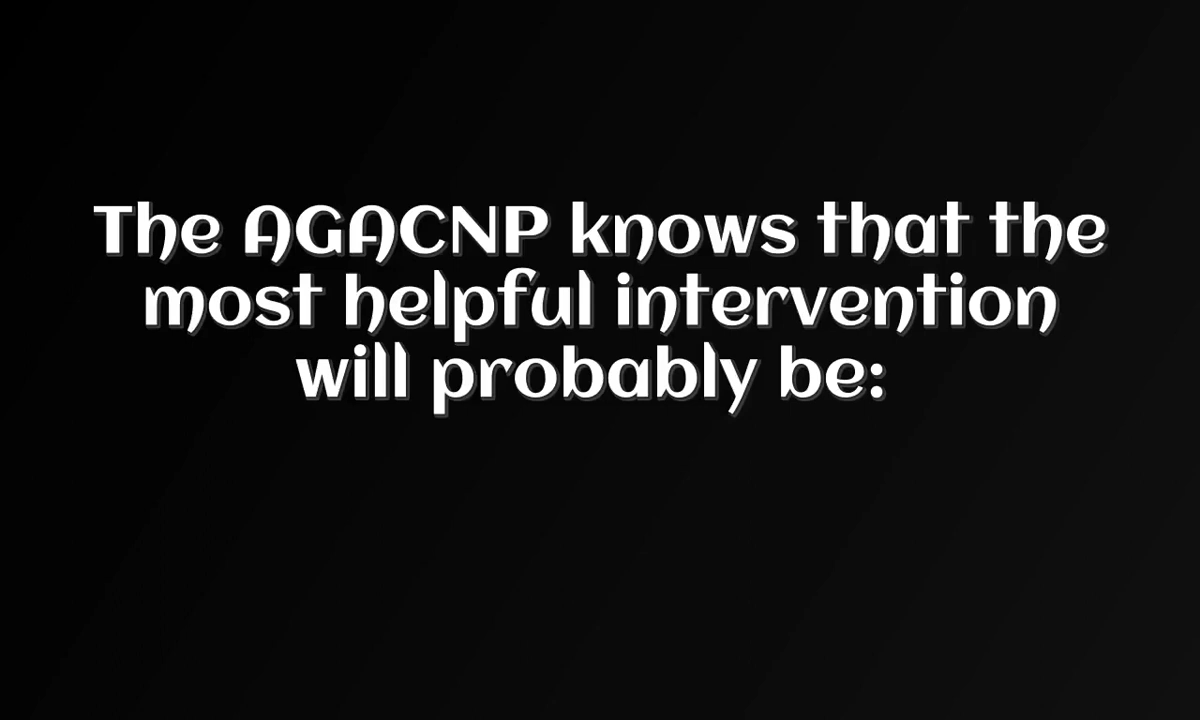 The AGACNP knows that the
most helpful intervention
will probably be: